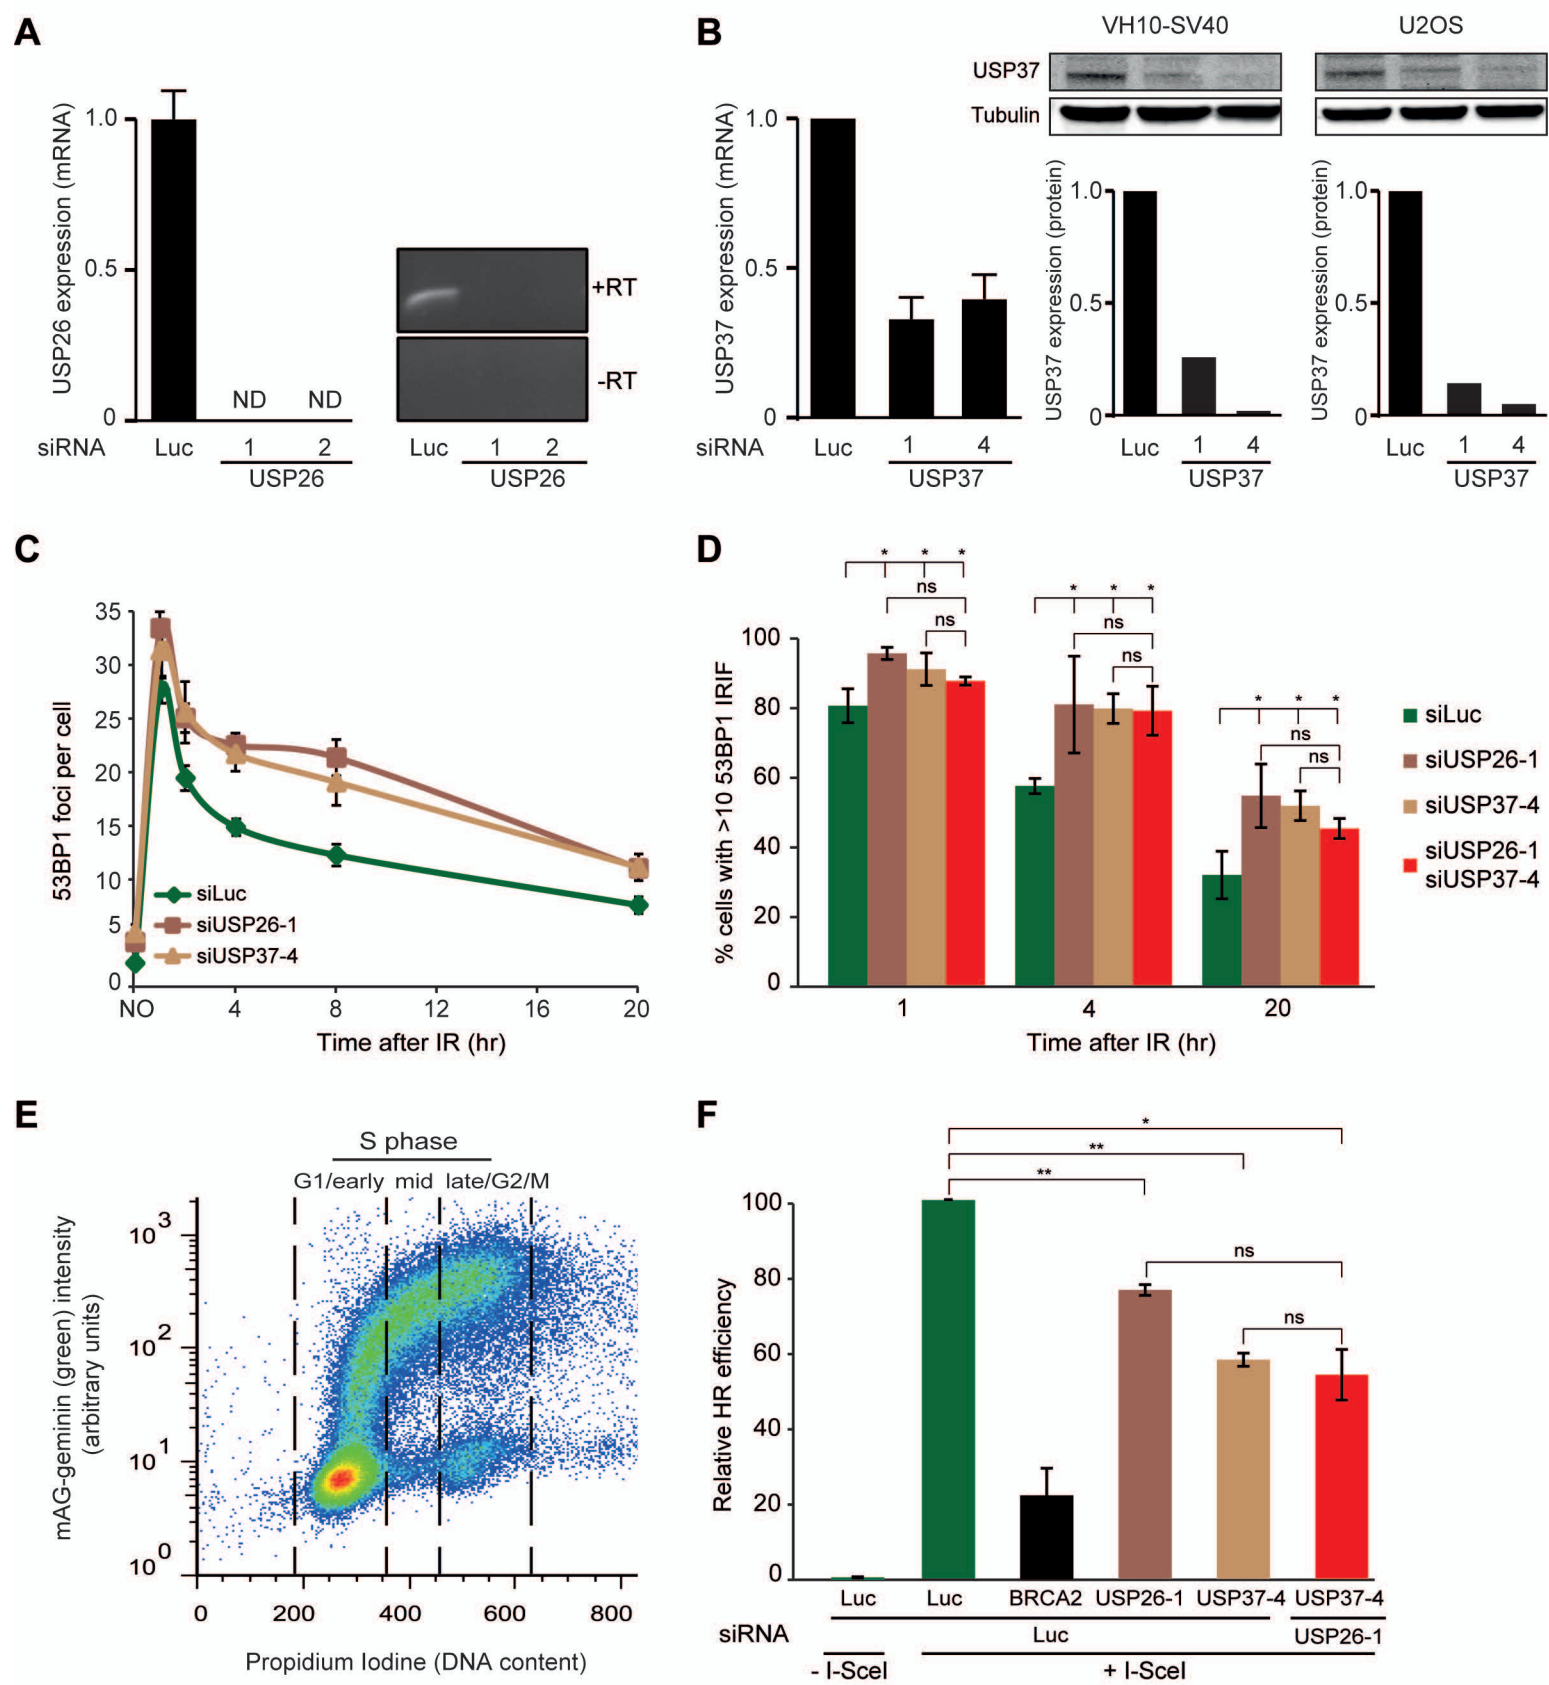 A
USP26 expression (mRNA)
1.0
0.5
0
ND ND
siRNA Luc 1 2
USP26
+RT
-RT
Luc 1 2
USP26
B
VH10-SV40 U2OS
USP37
Tubulin
USP37 expression (mRNA)
1.0
0.5
0
siRNA Luc 1 4
USP37
USP37 expression (protein)
1.0
0.5
0
Luc 1 4
USP37
USP37 expression (protein)
1.0
0.5
0
Luc 1 4
USP37
C
53BP1 foci per cell
35
30
25
20
15
10
5
0
siLuc
siUSP26-1
siUSP37-4
NO 4 8 12 16 20
Time after IR (hr)
D
% cells with >10 53BP1 IRIF
100
80
60
40
20
0
* * *
ns
ns
* * *
ns
ns
* * *
ns
ns
1 4 20
Time after IR (hr)
siLuc
siUSP26-1
siUSP37-4
siUSP26-1
siUSP37-4
E
S phase
G1/early mid late/G2/M
mAG-geminin (green) intensity
(arbitrary units)
10^3
10^2
10^1
10^0
0 200 400 600 800
Propidium Iodine (DNA content)
F
*
**
**
ns
ns
Relative HR efficiency
100
80
60
40
20
0
Luc Luc BRCA2 USP26-1 USP37-4 USP37-4
siRNA Luc USP26-1
- I-SceI + I-SceI